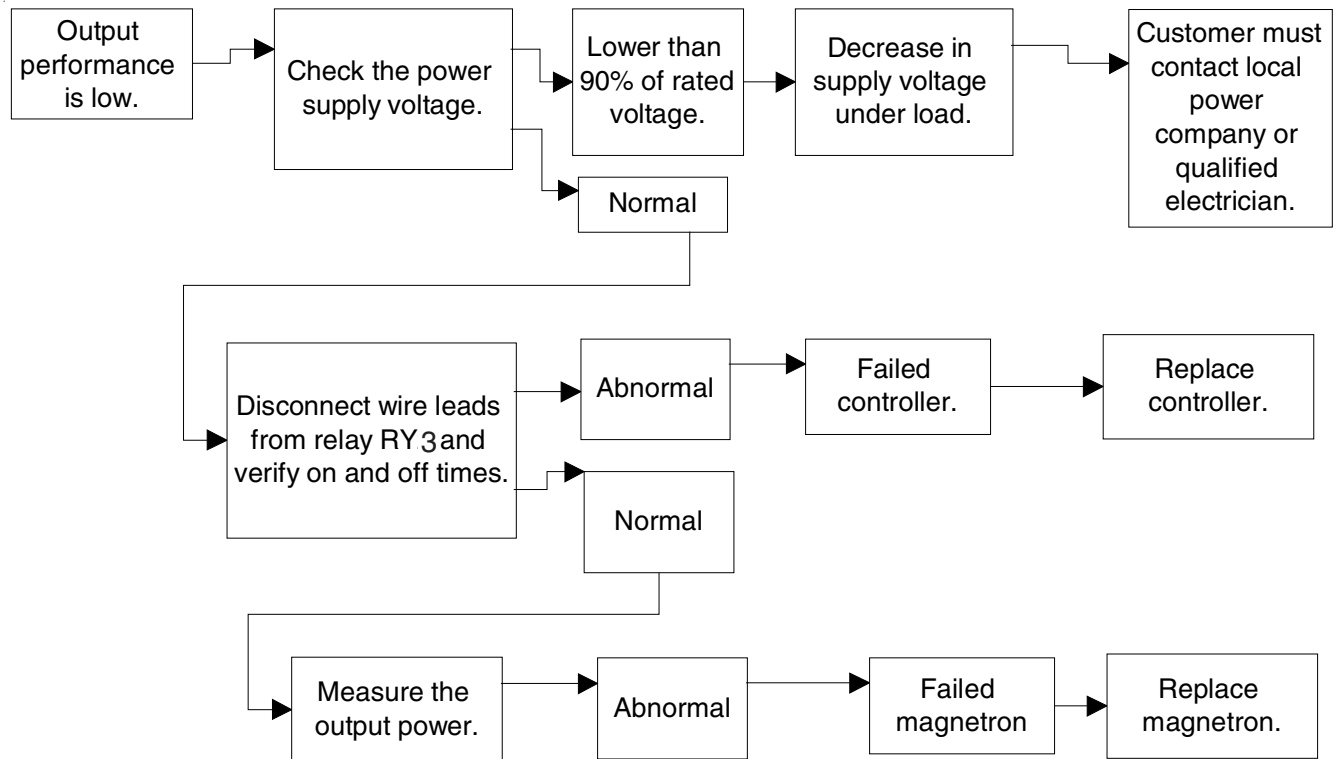 Output
performance
is low.
Check the power
supply voltage.
Lower than
90% of rated
voltage.
Decrease in
supply voltage
under load.
Customer must
contact local
power
company or
qualified
electrician.
Normal
Disconnect wire leads
from relay RY3 and
verify on and off times.
Abnormal
Failed
controller.
Replace
controller.
Normal
Measure the
output power.
Abnormal
Failed
magnetron
Replace
magnetron.